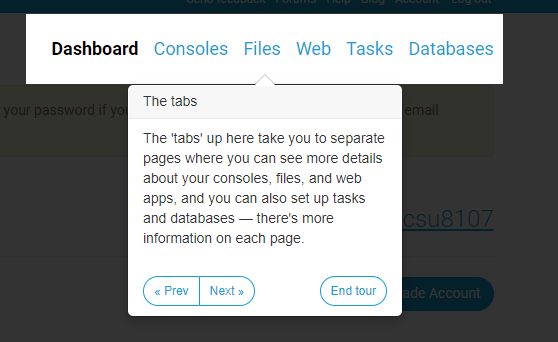 Send feedback Forums Help Blog Account Log out
Dashboard Consoles Files Web Tasks Databases
The tabs
your password if you email
The 'tabs' up here take you to separate
pages where you can see more details
about your consoles, files, and web
apps, and you can also set up tasks
and databases — there's more
information on each page.
csu8107
« Prev Next » End tour
Account